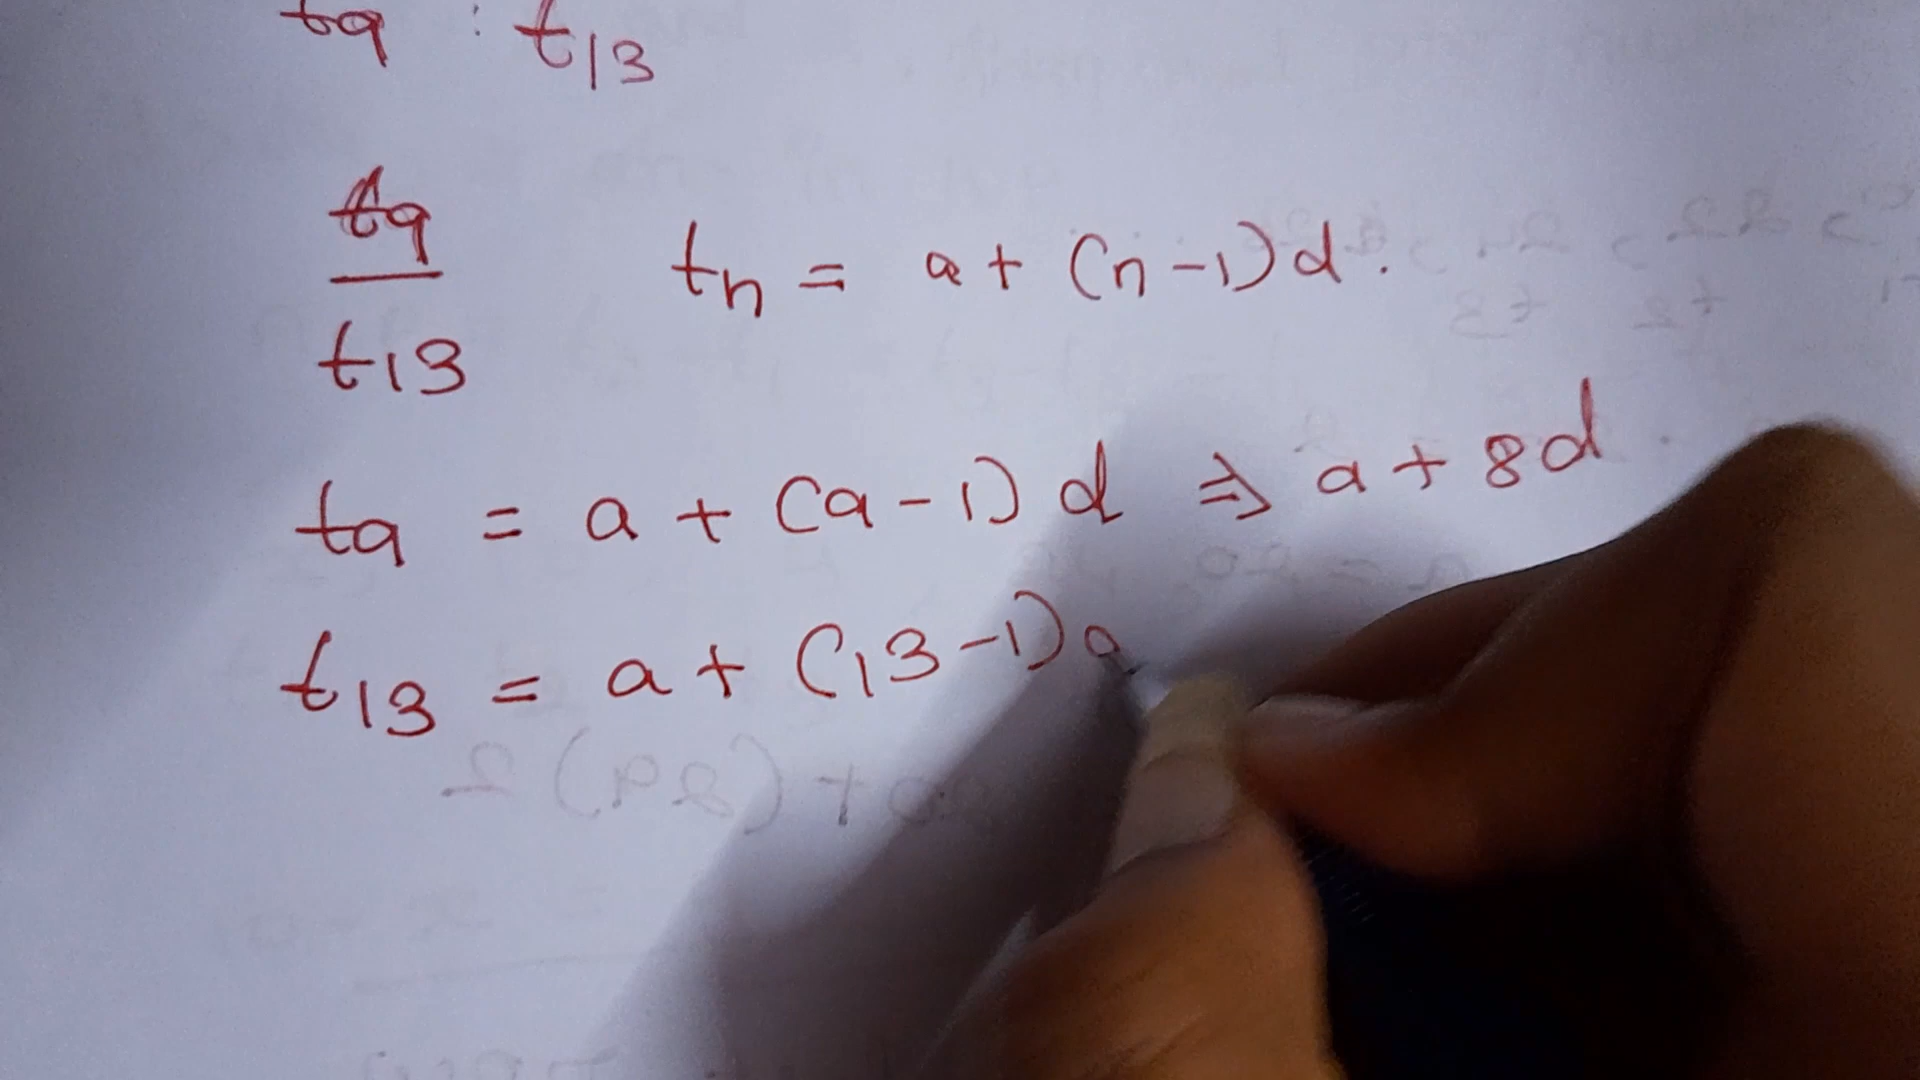 t9 : t13
t9 / t13
tn = a + (n-1)d.
t9 = a + (9-1)d ⇒ a + 8d
t13 = a + (13-1)d